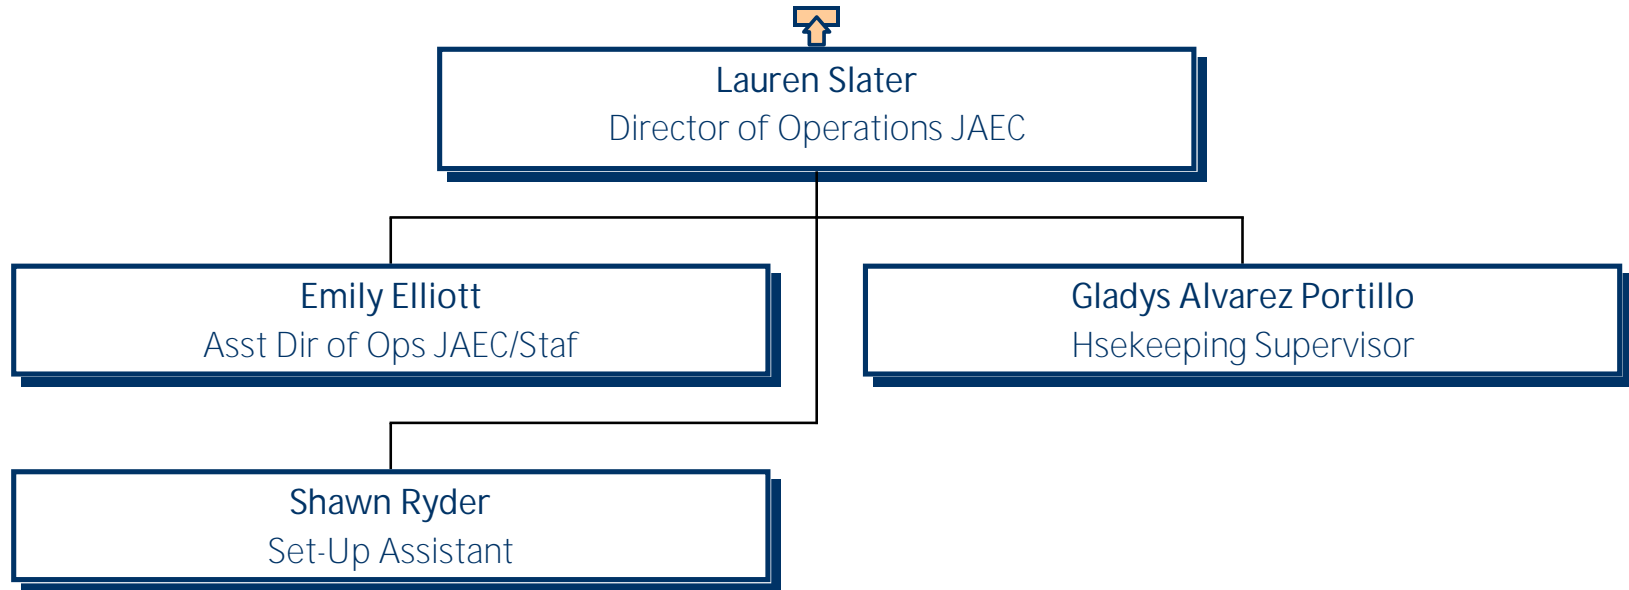 Lauren Slater
Director of Operations JAEC
Emily Elliott
Asst Dir of Ops JAEC/Staf
Gladys Alvarez Portillo
Hsekeeping Supervisor
Shawn Ryder
Set-Up Assistant